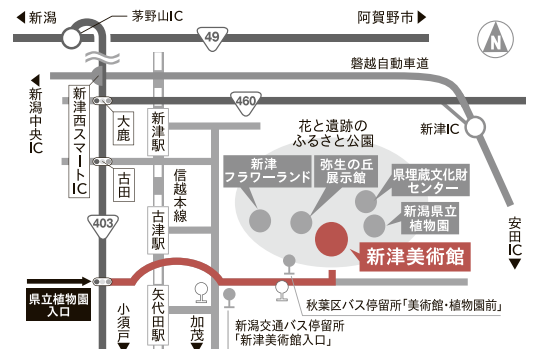 ◀新潟
茅野山IC
阿賀野市▶
49
N
磐越自動車道
◀新潟中央IC
新津西スマートIC
大鹿
新津駅
460
花と遺跡の
ふるさと公園
新津IC
新津
フラワーランド
弥生の丘
展示館
県埋蔵文化財
センター
新潟県立
植物園
古田
信越本線
古津駅
403
新津美術館
安田IC▶
県立植物園
入口
小須戸▶
矢代田駅
加茂▶
秋葉区バス停留所「美術館・植物園前」
新潟交通バス停留所
「新津美術館入口」